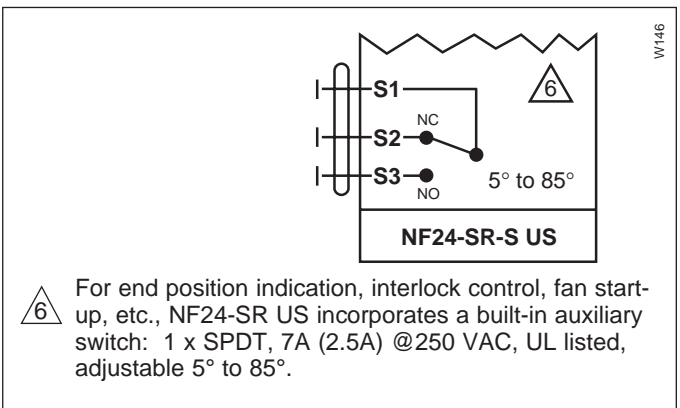 W146
S1
6
NC
S2
S3
5° to 85°
NO
NF24-SR-S US
6
For end position indication, interlock control, fan start-
up, etc., NF24-SR US incorporates a built-in auxiliary
switch: 1 x SPDT, 7A (2.5A) @250 VAC, UL listed,
adjustable 5° to 85°.